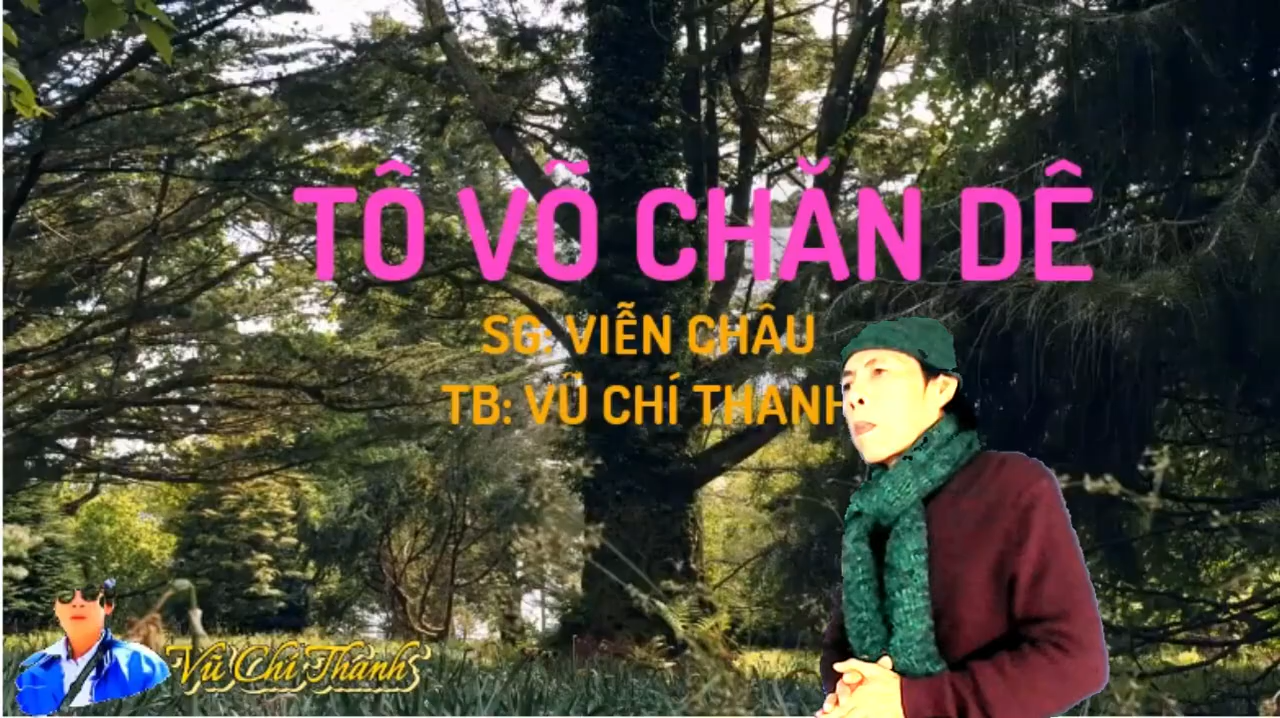 TÔ VÕ CHĂN DÊ
SG: VIỄN CHÂU
TB: VŨ CHÍ THANH
Vũ Chí Thanh